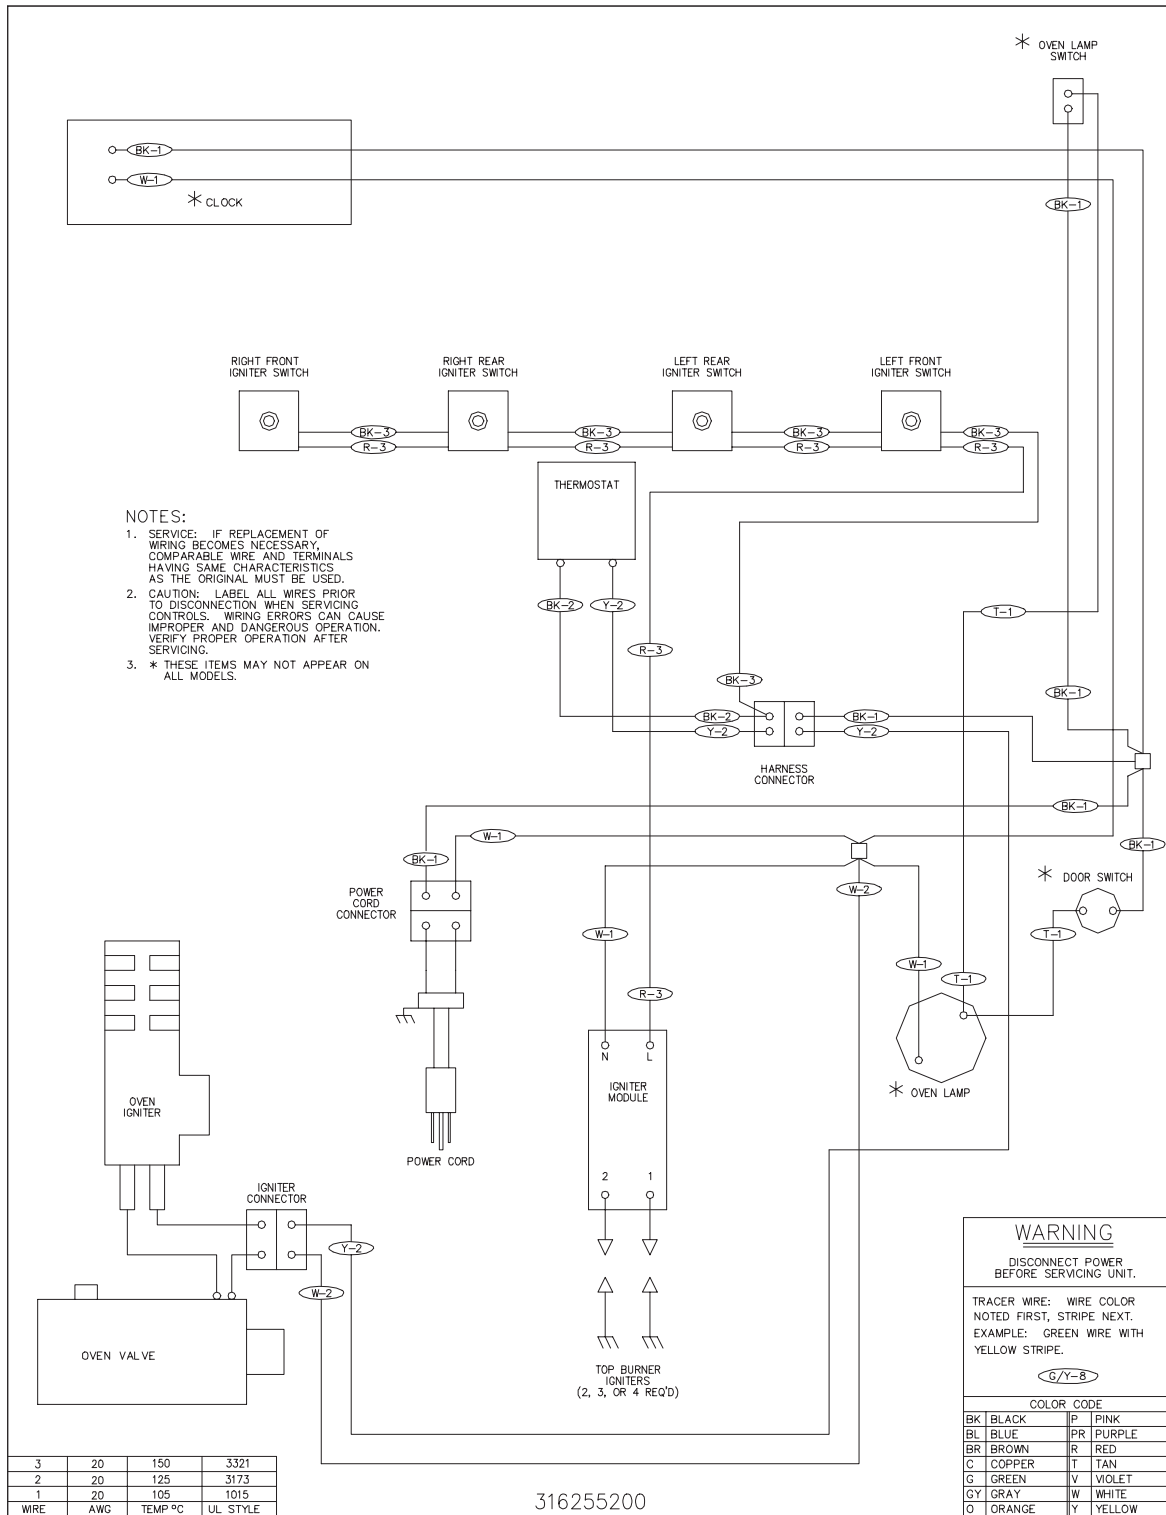 * OVEN LAMP
SWITCH
BK-1
W-1
* CLOCK
BK-1
RIGHT FRONT
IGNITER SWITCH
RIGHT REAR
IGNITER SWITCH
LEFT REAR
IGNITER SWITCH
LEFT FRONT
IGNITER SWITCH
BK-3 BK-3 BK-3 BK-3
R-3 R-3 R-3 R-3
THERMOSTAT
NOTES:
1. SERVICE: IF REPLACEMENT OF
WIRING BECOMES NECESSARY,
COMPARABLE WIRE AND TERMINALS
HAVING SAME CHARACTERISTICS
AS THE ORIGINAL MUST BE USED.
2. CAUTION: LABEL ALL WIRES PRIOR
TO DISCONNECTION WHEN SERVICING
CONTROLS. WIRING ERRORS CAN CAUSE
IMPROPER AND DANGEROUS OPERATION.
VERIFY PROPER OPERATION AFTER
SERVICING.
3. * THESE ITEMS MAY NOT APPEAR ON
ALL MODELS.
BK-2 Y-2
T-1
R-3
BK-3
BK-1
BK-2 BK-1
Y-2 Y-2
HARNESS
CONNECTOR
BK-1
W-1
BK-1
BK-1
POWER
CORD
CONNECTOR
W-2
* DOOR SWITCH
W-1
T-1
W-1
T-1
R-3
N L
IGNITER
MODULE
* OVEN LAMP
OVEN
IGNITER
POWER CORD
2 1
IGNITER
CONNECTOR
Y-2
W-2
OVEN VALVE
TOP BURNER
IGNITERS
(2, 3, OR 4 REQ'D)
WARNING
DISCONNECT POWER
BEFORE SERVICING UNIT.
TRACER WIRE: WIRE COLOR
NOTED FIRST, STRIPE NEXT.
EXAMPLE: GREEN WIRE WITH
YELLOW STRIPE.
G/Y-8
COLOR CODE
BK BLACK P PINK
BL BLUE PR PURPLE
BR BROWN R RED
C COPPER T TAN
G GREEN V VIOLET
GY GRAY W WHITE
O ORANGE Y YELLOW
3 20 150 3321
2 20 125 3173
1 20 105 1015
WIRE AWG TEMP °C UL STYLE
316255200